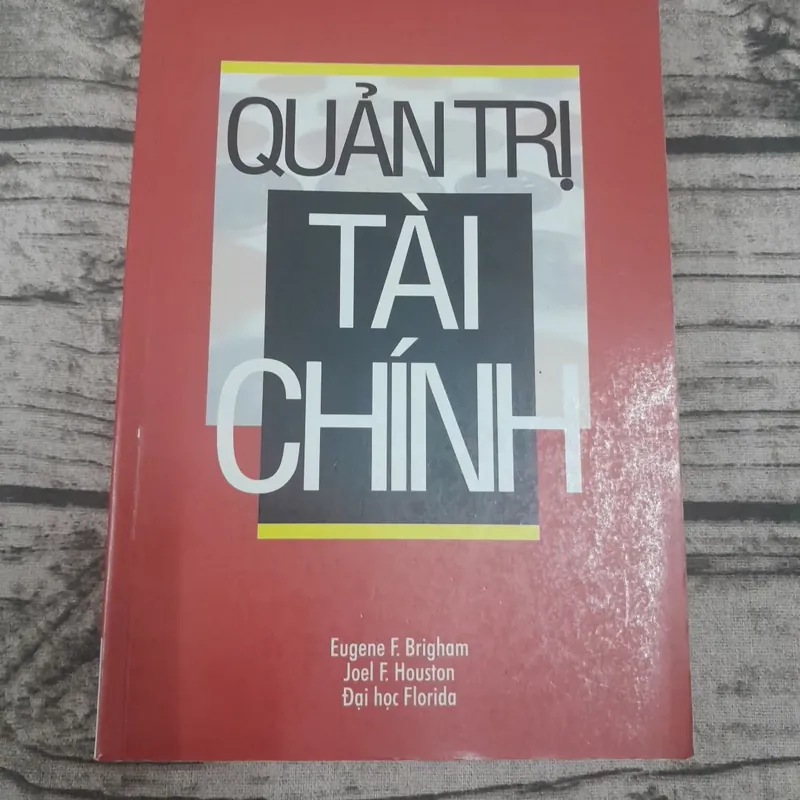 QUẢN TRỊ
TÀI
CHÍNH
Eugene F. Brigham
Joel F. Houston
Đại học Florida